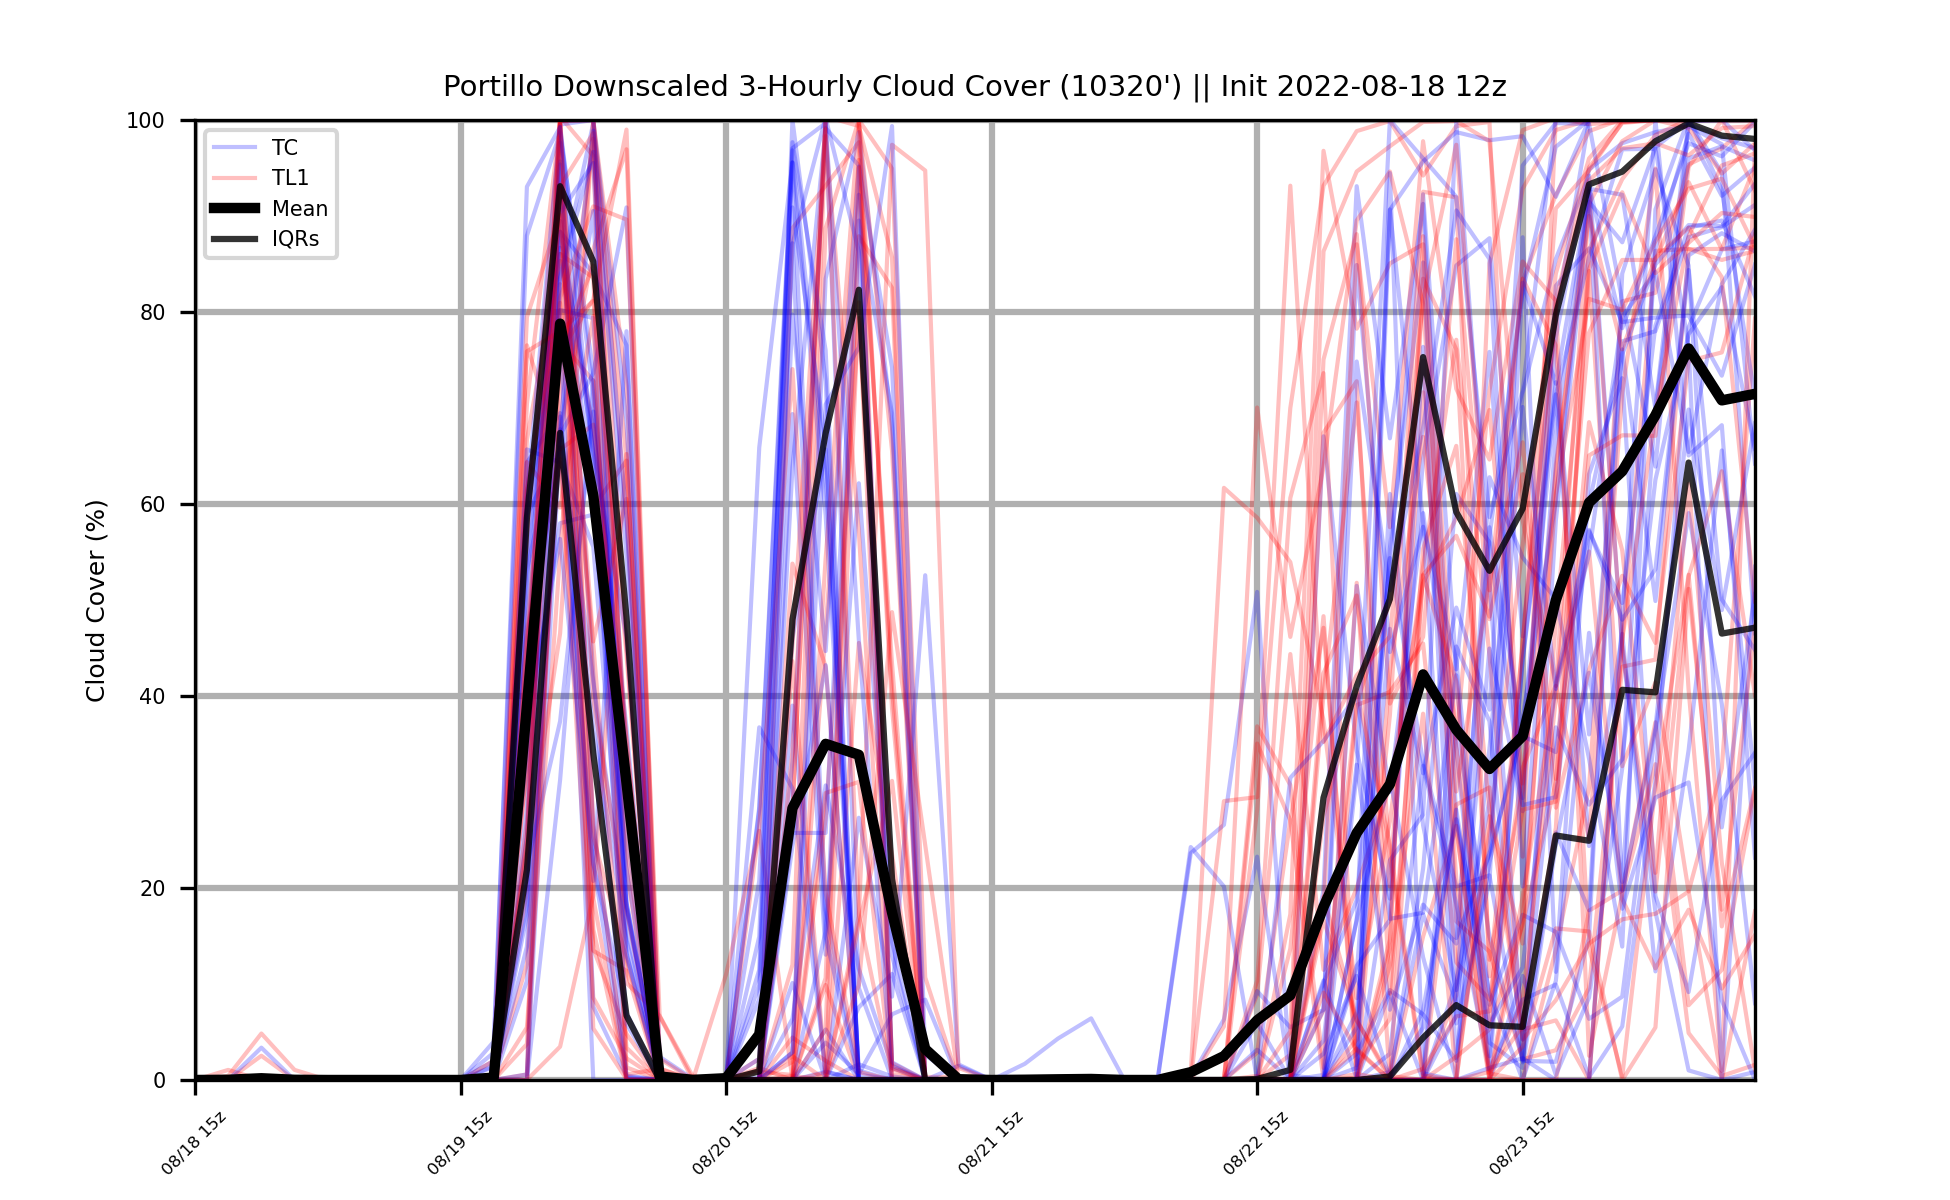 Portillo Downscaled 3-Hourly Cloud Cover (10320') || Init 2022-08-18 12z
TC
TL1
Mean
IQRs
Cloud Cover (%)
100
80
60
40
20
0
08/18 15z
08/19 15z
08/20 15z
08/21 15z
08/22 15z
08/23 15z